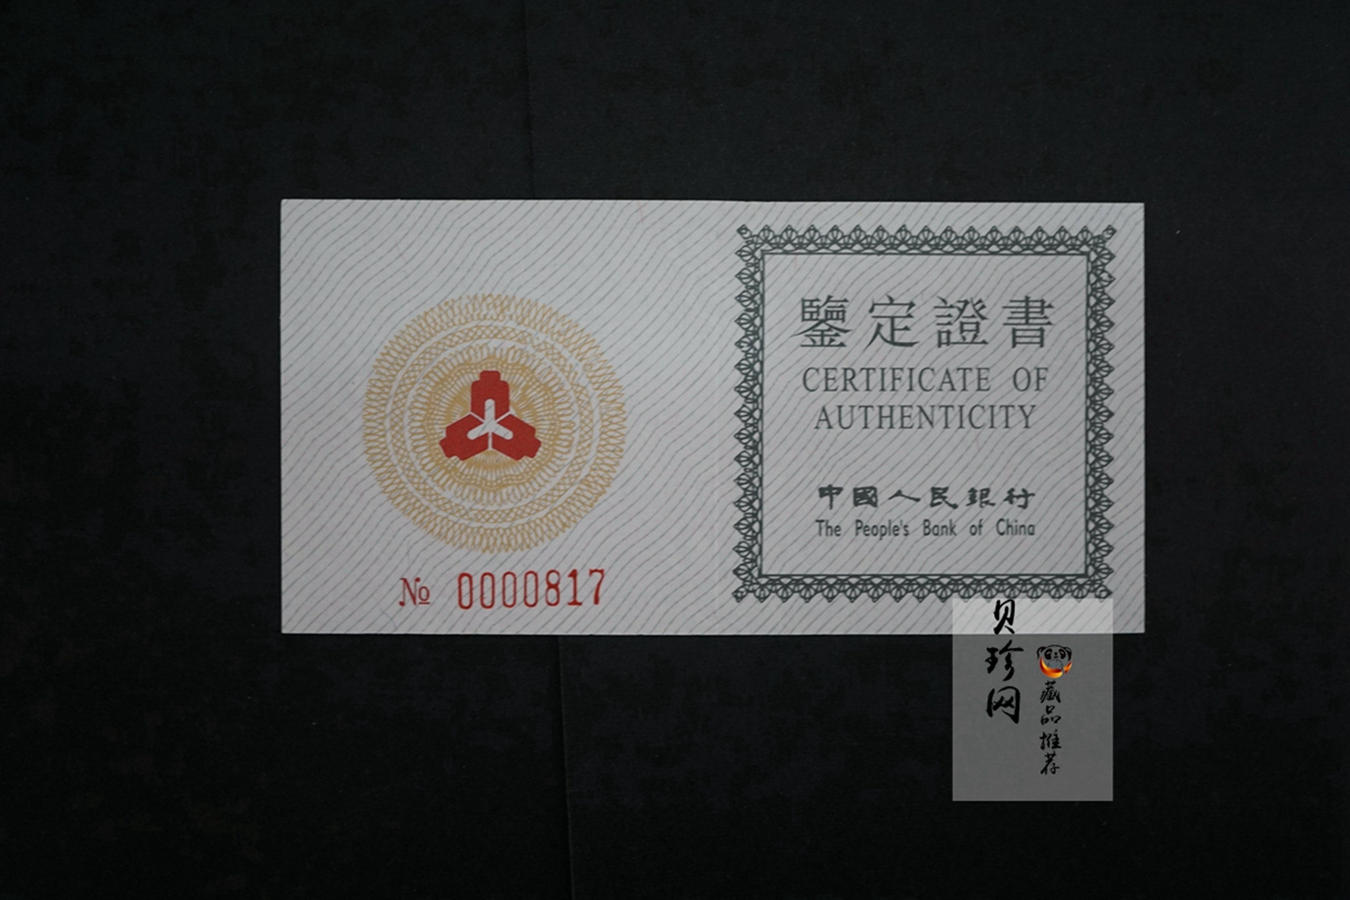 № 0000817
鑒定證書
CERTIFICATE OF
AUTHENTICITY
中國人民銀行
The People's Bank of China
贝珍网
藏品推荐